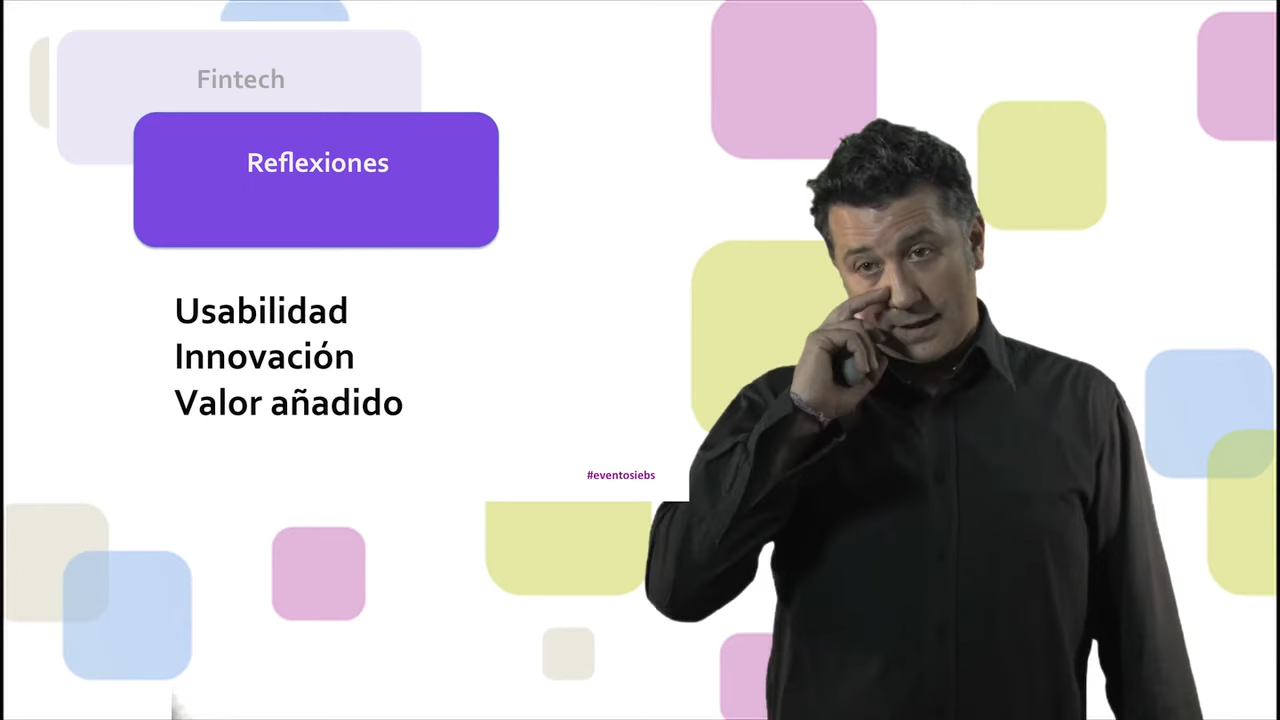 Fintech
Reflexiones
Usabilidad
Innovación
Valor añadido
#eventosiebs